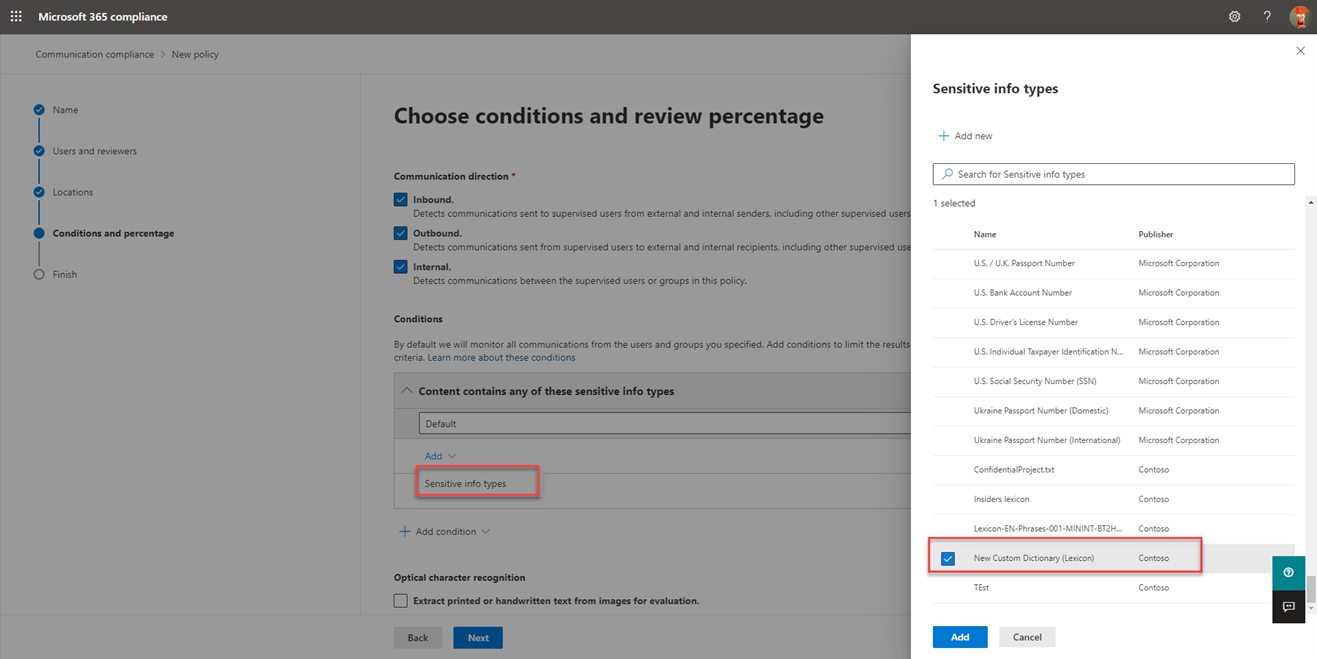 Microsoft 365 compliance
?
Communication compliance > New policy
Name
Users and reviewers
Locations
Conditions and percentage
Finish
Choose conditions and review percentage
Communication direction *
Inbound.
Detects communications sent to supervised users from external and internal senders, including other supervised users
Outbound.
Detects communications sent from supervised users to external and internal recipients, including other supervised use
Internal.
Detects communications between the supervised users or groups in this policy.
Conditions
By default we will monitor all communications from the users and groups you specified. Add conditions to limit the results
criteria. Learn more about these conditions
Content contains any of these sensitive info types
Default
Add
Sensitive info types
Add condition
Optical character recognition
Extract printed or handwritten text from images for evaluation.
Back Next
Sensitive info types
Add new
Search for Sensitive info types
1 selected
Name Publisher
U.S. / U.K. Passport Number Microsoft Corporation
U.S. Bank Account Number Microsoft Corporation
U.S. Driver's License Number Microsoft Corporation
U.S. Individual Taxpayer Identification N... Microsoft Corporation
U.S. Social Security Number (SSN) Microsoft Corporation
Ukraine Passport Number (Domestic) Microsoft Corporation
Ukraine Passport Number (International) Microsoft Corporation
ConfidentialProject.txt Contoso
Insiders lexicon Contoso
Lexicon-EN-Phrases-001-MININT-BT2H... Contoso
New Custom Dictionary (Lexicon) Contoso
TEst Contoso
Add Cancel